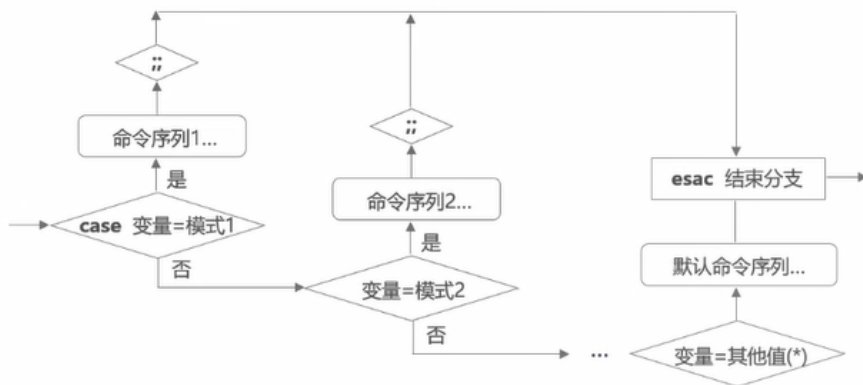 ;;
命令序列1...
是
case 变量=模式1
否
;;
命令序列2...
是
变量=模式2
否
...
esac 结束分支
默认命令序列...
变量=其他值(*)